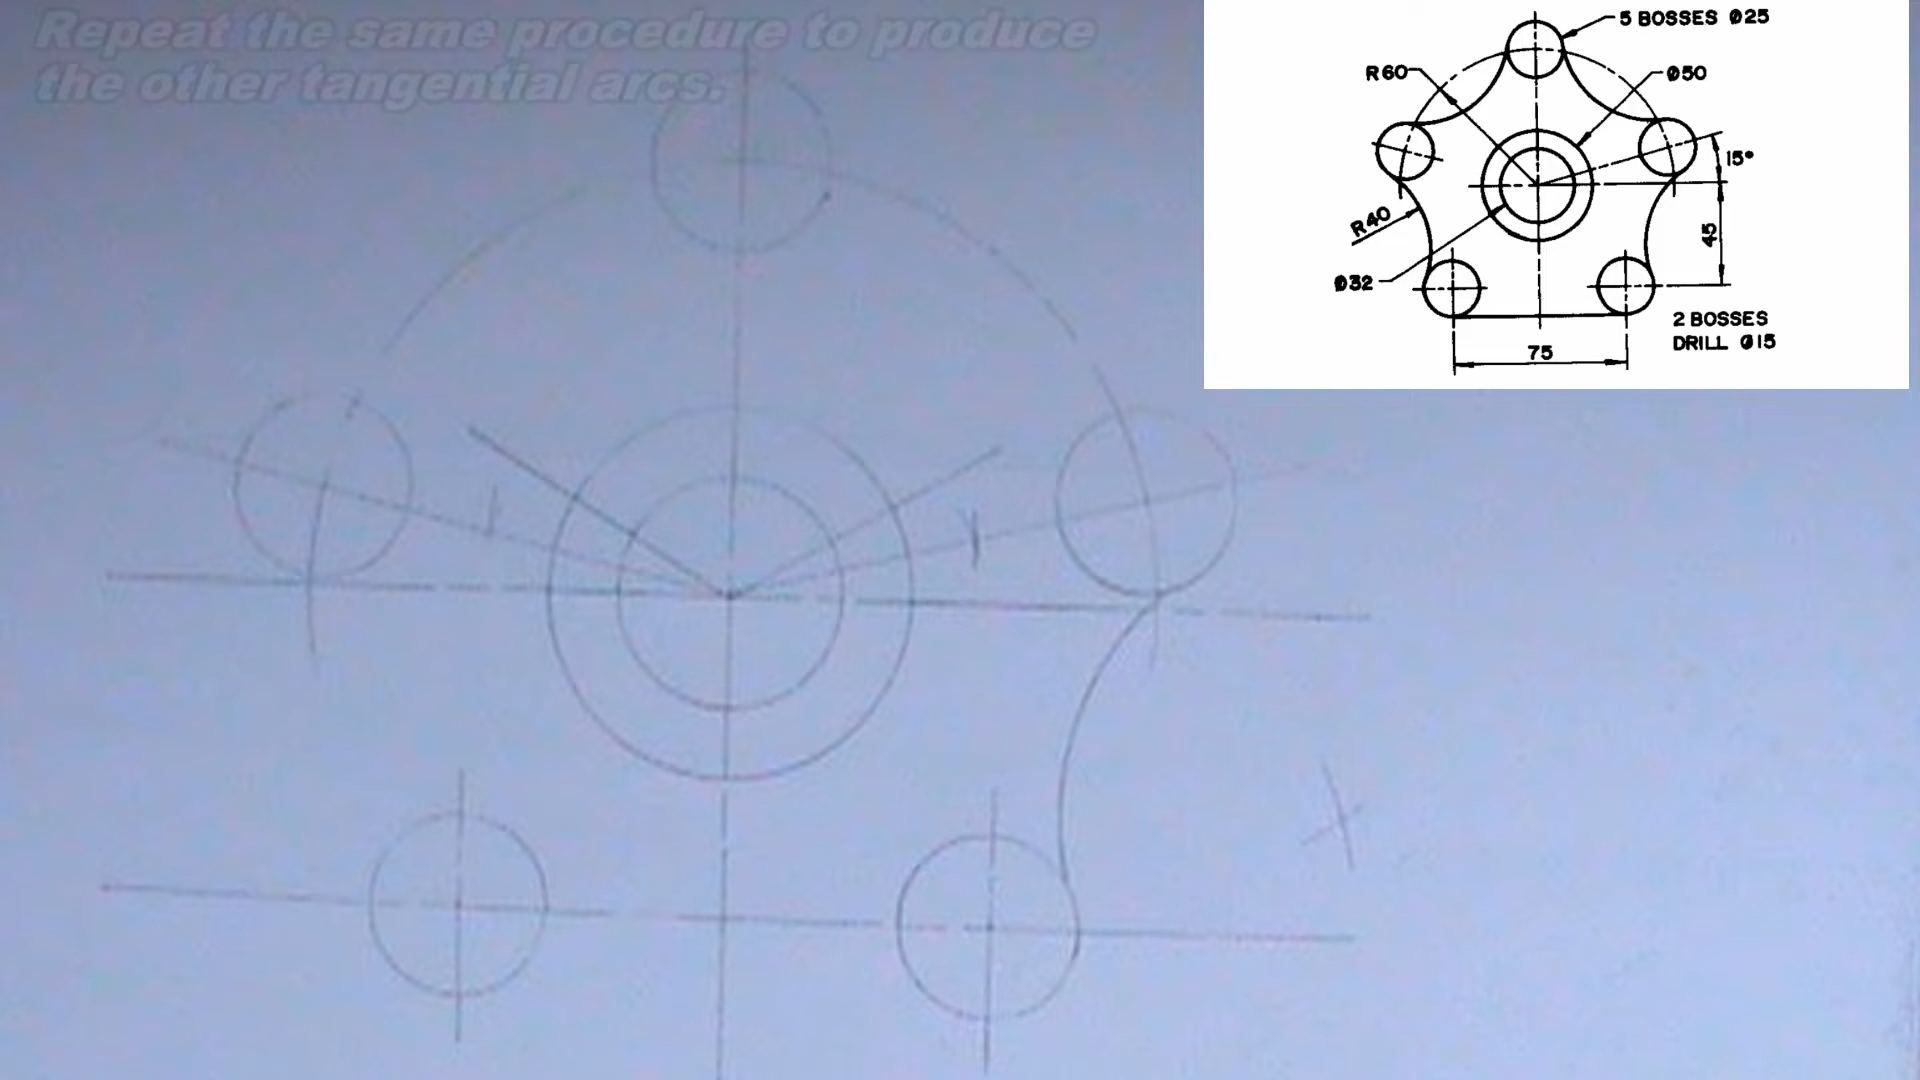 Repeat the same procedure to produce
the other tangential arcs.
5 BOSSES Ø25
R60
Ø50
15°
R40
45
Ø32
2 BOSSES
DRILL Ø15
75